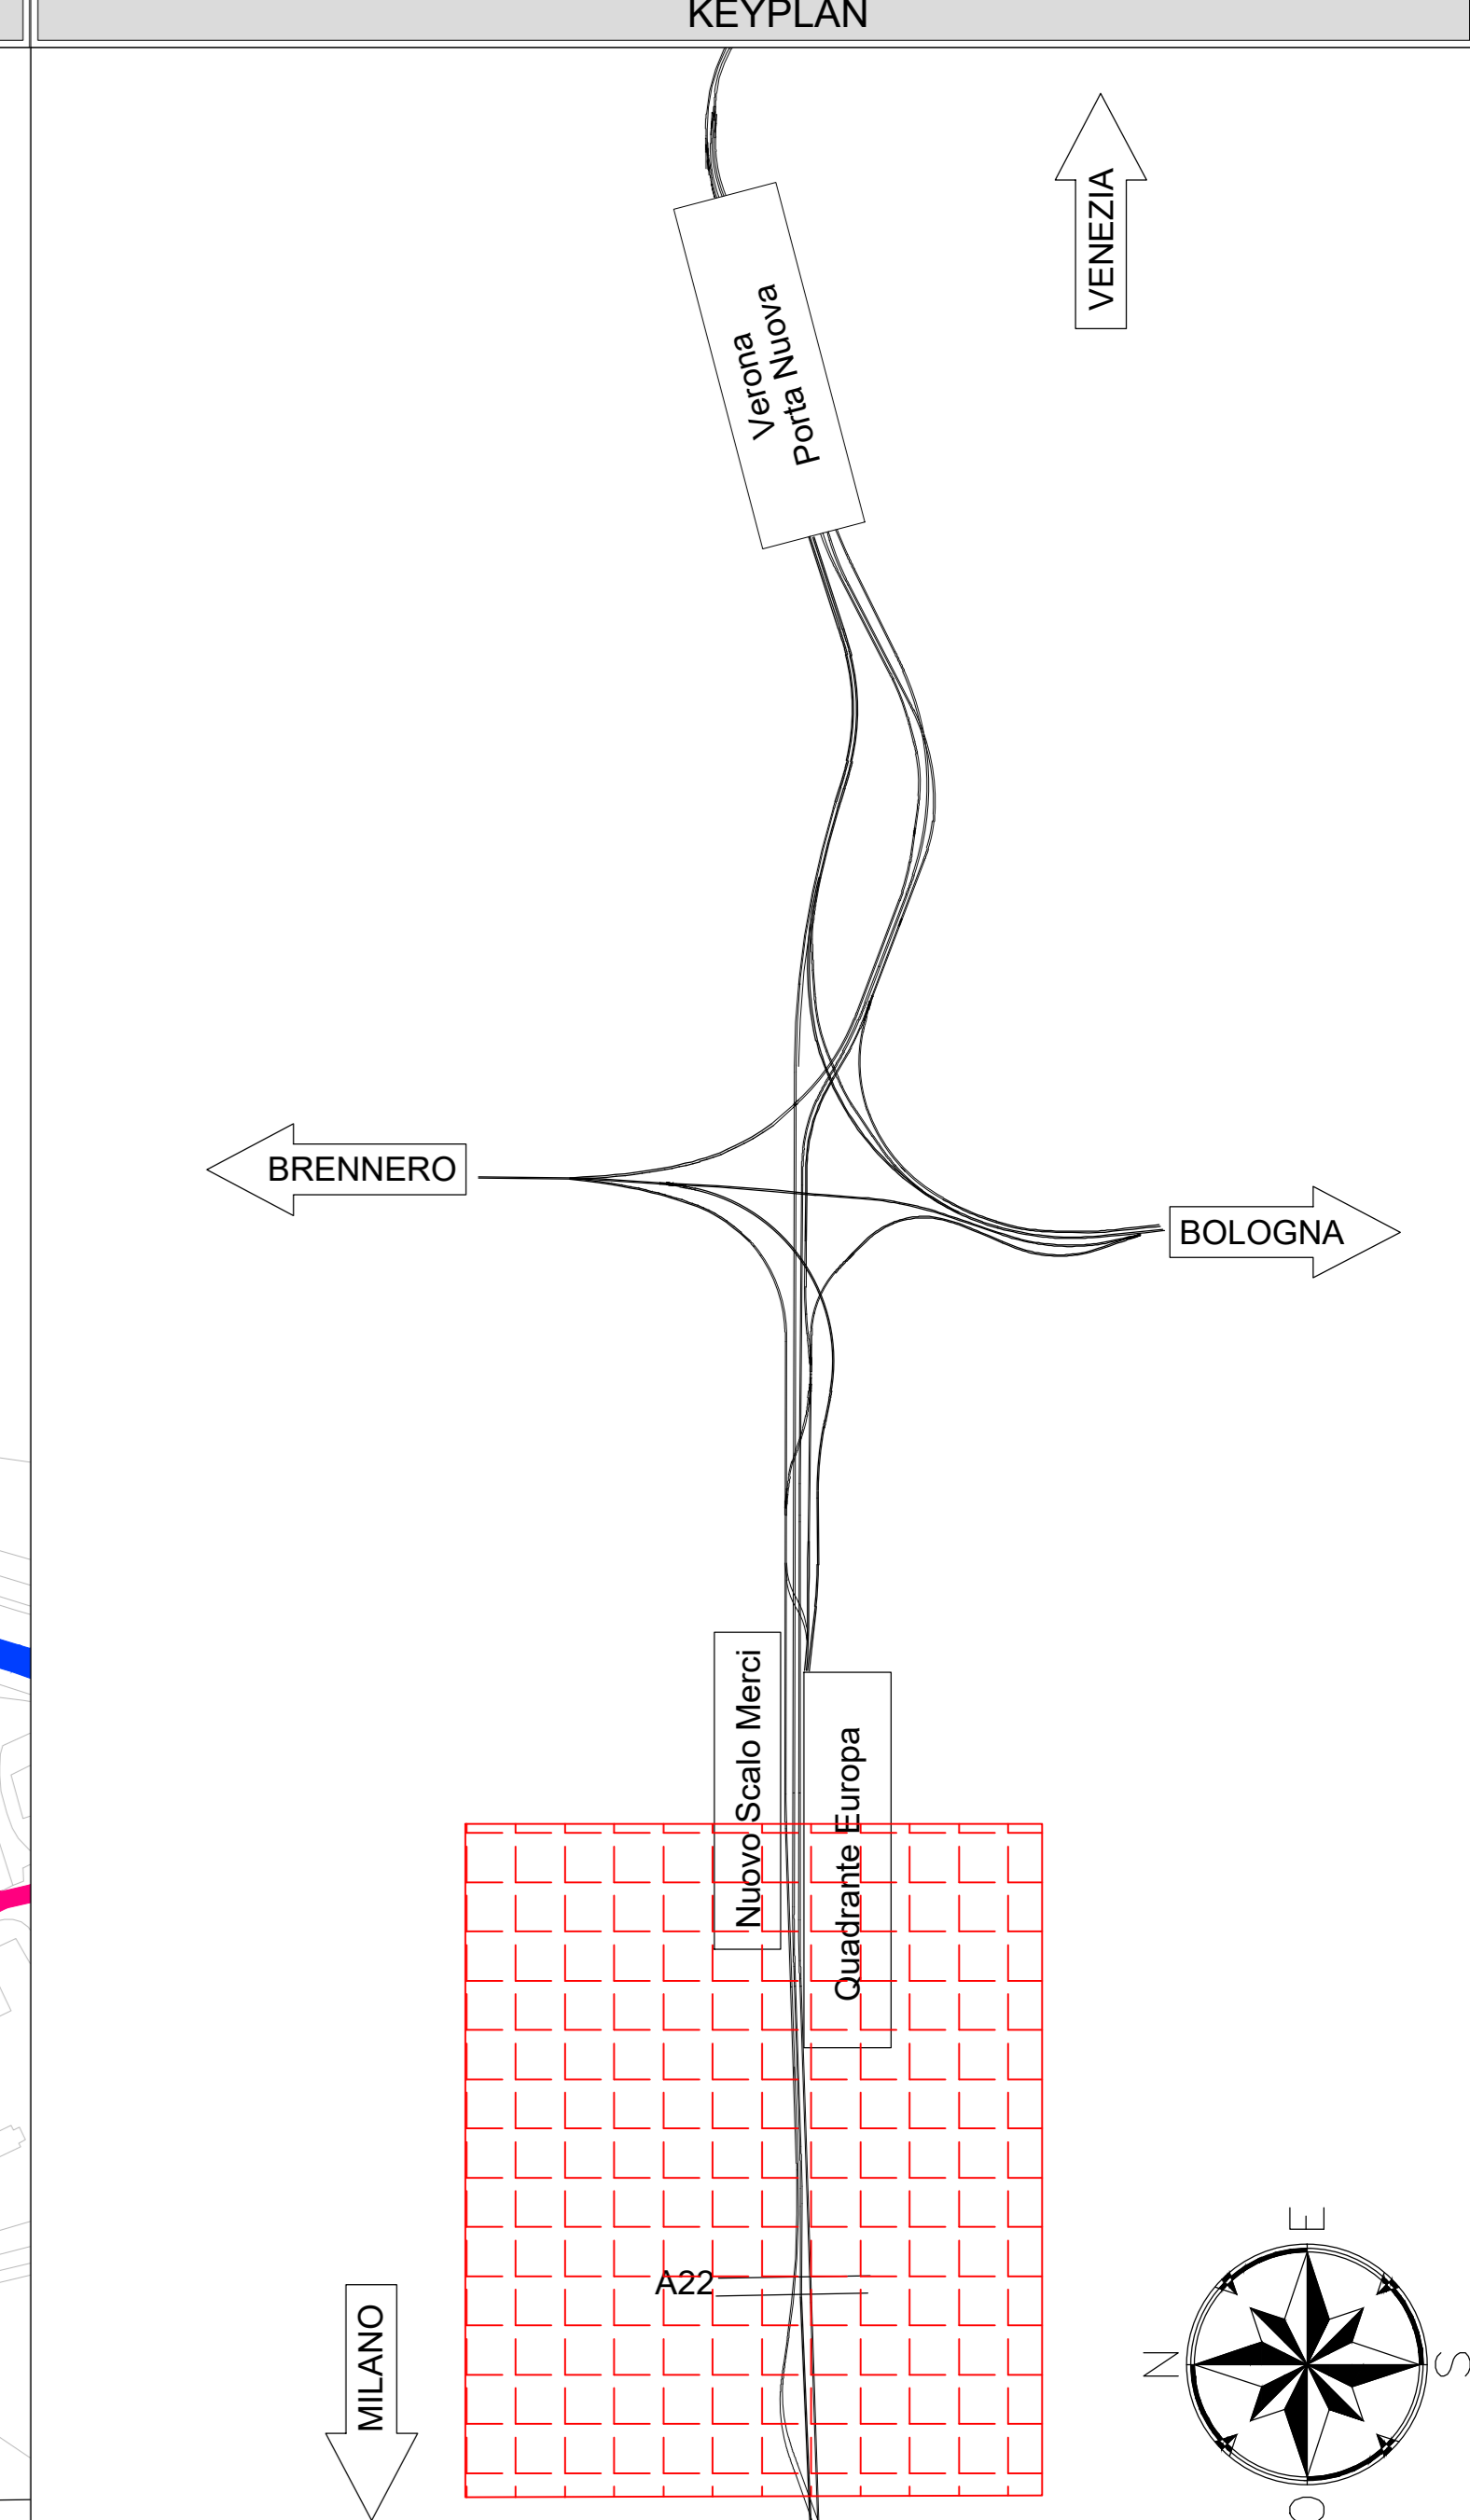 KEYPLAN
VENEZIA
Verona
Porta Nuova
BRENNERO
BOLOGNA
Nuovo Scalo Merci
Quadrante Europa
A22
MILANO
E
N
S
O